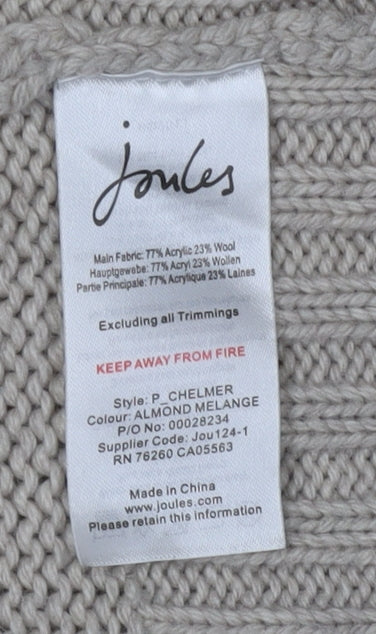 Joules
Main Fabric: 77% Acrylic 23% Wool
Hauptgewebe: 77% Acryl 23% Wollen
Partie Principale: 77% Acrylique 23% Laines
Excluding all Trimmings
KEEP AWAY FROM FIRE
Style: P_CHELMER
Colour: ALMOND MELANGE
P/O No: 00028234
Supplier Code: Jou124-1
RN 76260 CA05563
Made in China
www.joules.com
Please retain this information